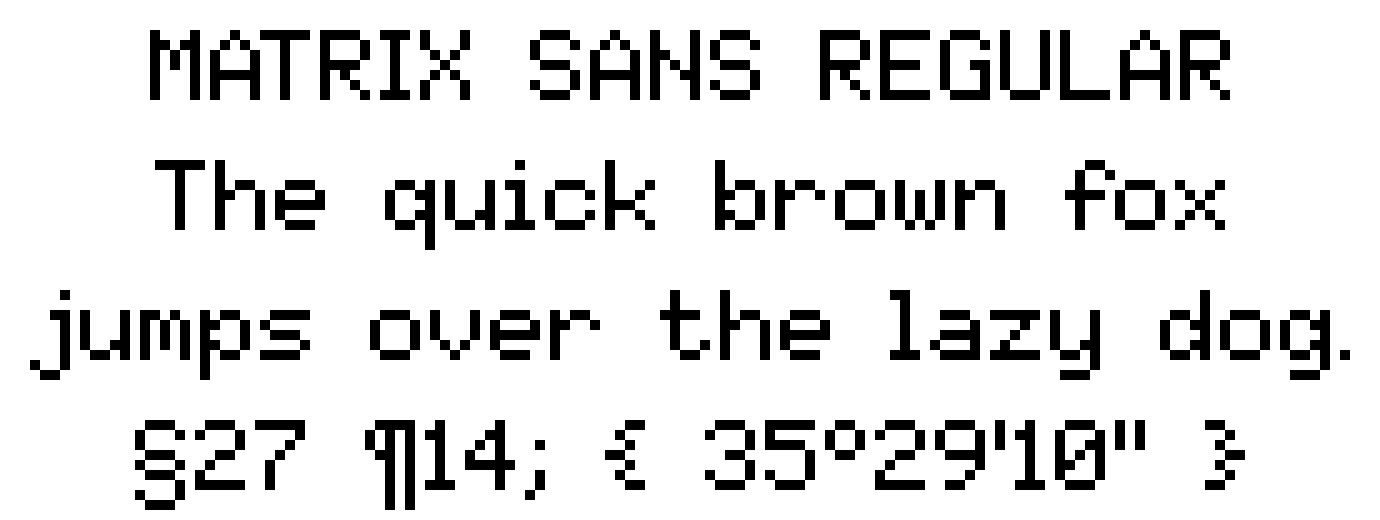 MATRIX SANS REGULAR
The quick brown fox
jumps over the lazy dog.
§27 ¶14; { 35°29'10" }